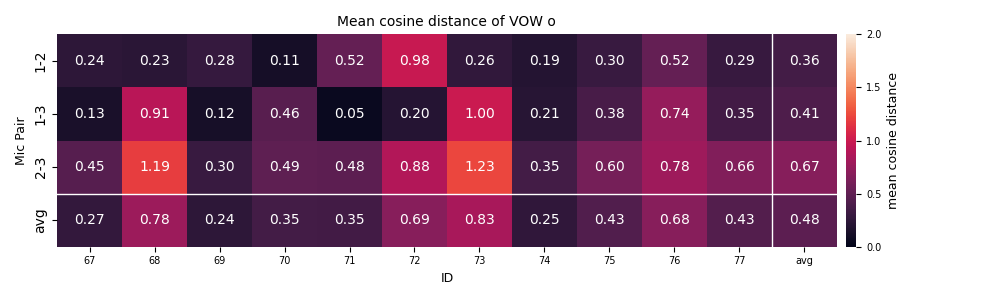 Mean cosine distance of VOW o
Mic Pair
1-2 0.24 0.23 0.28 0.11 0.52 0.98 0.26 0.19 0.30 0.52 0.29 0.36
1-3 0.13 0.91 0.12 0.46 0.05 0.20 1.00 0.21 0.38 0.74 0.35 0.41
2-3 0.45 1.19 0.30 0.49 0.48 0.88 1.23 0.35 0.60 0.78 0.66 0.67
avg 0.27 0.78 0.24 0.35 0.35 0.69 0.83 0.25 0.43 0.68 0.43 0.48
67 68 69 70 71 72 73 74 75 76 77 avg
ID
2.0
1.5
1.0
0.5
0.0
mean cosine distance